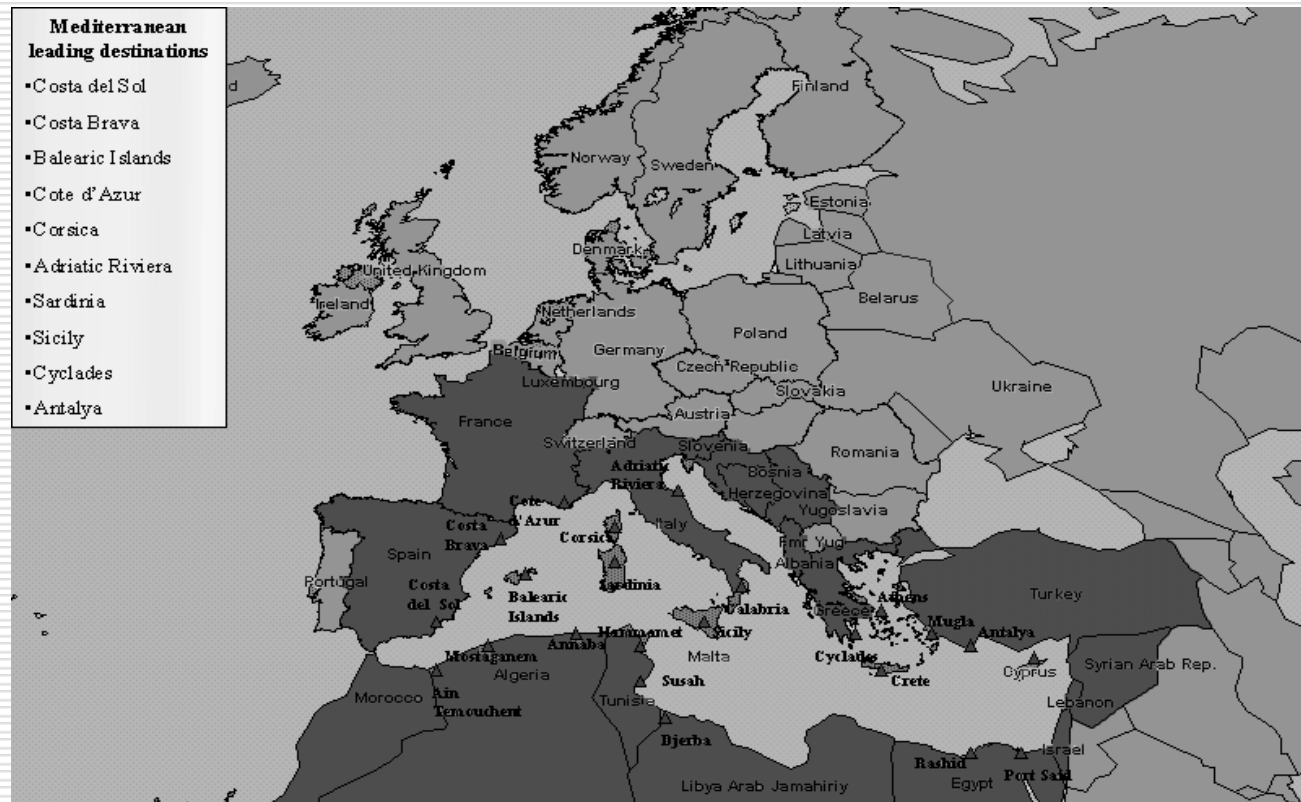 Mediterranean
leading destinations
▪Costa del Sol
▪Costa Brava
▪Balearic Islands
▪Cote d'Azur
▪Corsica
▪Adriatic Riviera
▪Sardinia
▪Sicily
▪Cyclades
▪Antalya
d
Finland
Norway
Sweden
Estonia
Latvia
Denmark
Lithuania
United Kingdom
Ireland
Belarus
Netherlands
Poland
Belgium
Germany
Czech Republic
Luxembourg
Slovakia
Ukraine
Austria
France
Switzerland
Slovenia
Romania
Adriatic
Riviera
Bosnia
Herzegovina
Yugoslavia
Cote
d'Azur
Costa
Brava
Italy
Corsica
Fmr Yug
Spain
Albania
Portugal
Costa
del Sol
Sardinia
Balearic
Islands
Calabria
Athens
Greece
Turkey
Mugla
Hammamet
Sicily
Annaba
Mostaganem
Malta
Cyclades
Antalya
Syrian Arab Rep.
Cyprus
Algeria
Susah
Crete
Morocco
Ain
Temouchent
Tunisia
Lebanon
Djerba
Israel
Rashid
Port Said
Egypt
Libya Arab Jamahiriy